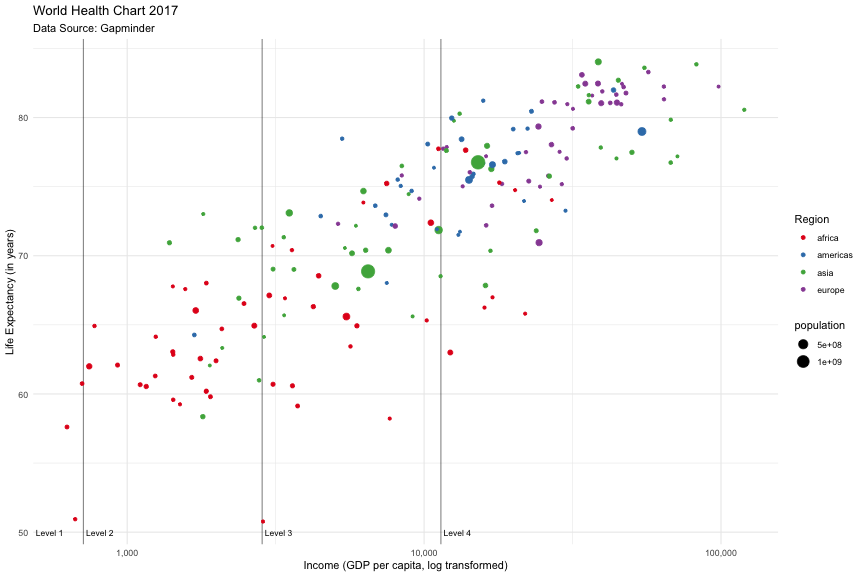 World Health Chart 2017
Data Source: Gapminder
Life Expectancy (in years)
80
70
60
50
Level 1
Level 2
Level 3
Level 4
1,000
10,000
100,000
Income (GDP per capita, log transformed)
Region
africa
americas
asia
europe
population
5e+08
1e+09